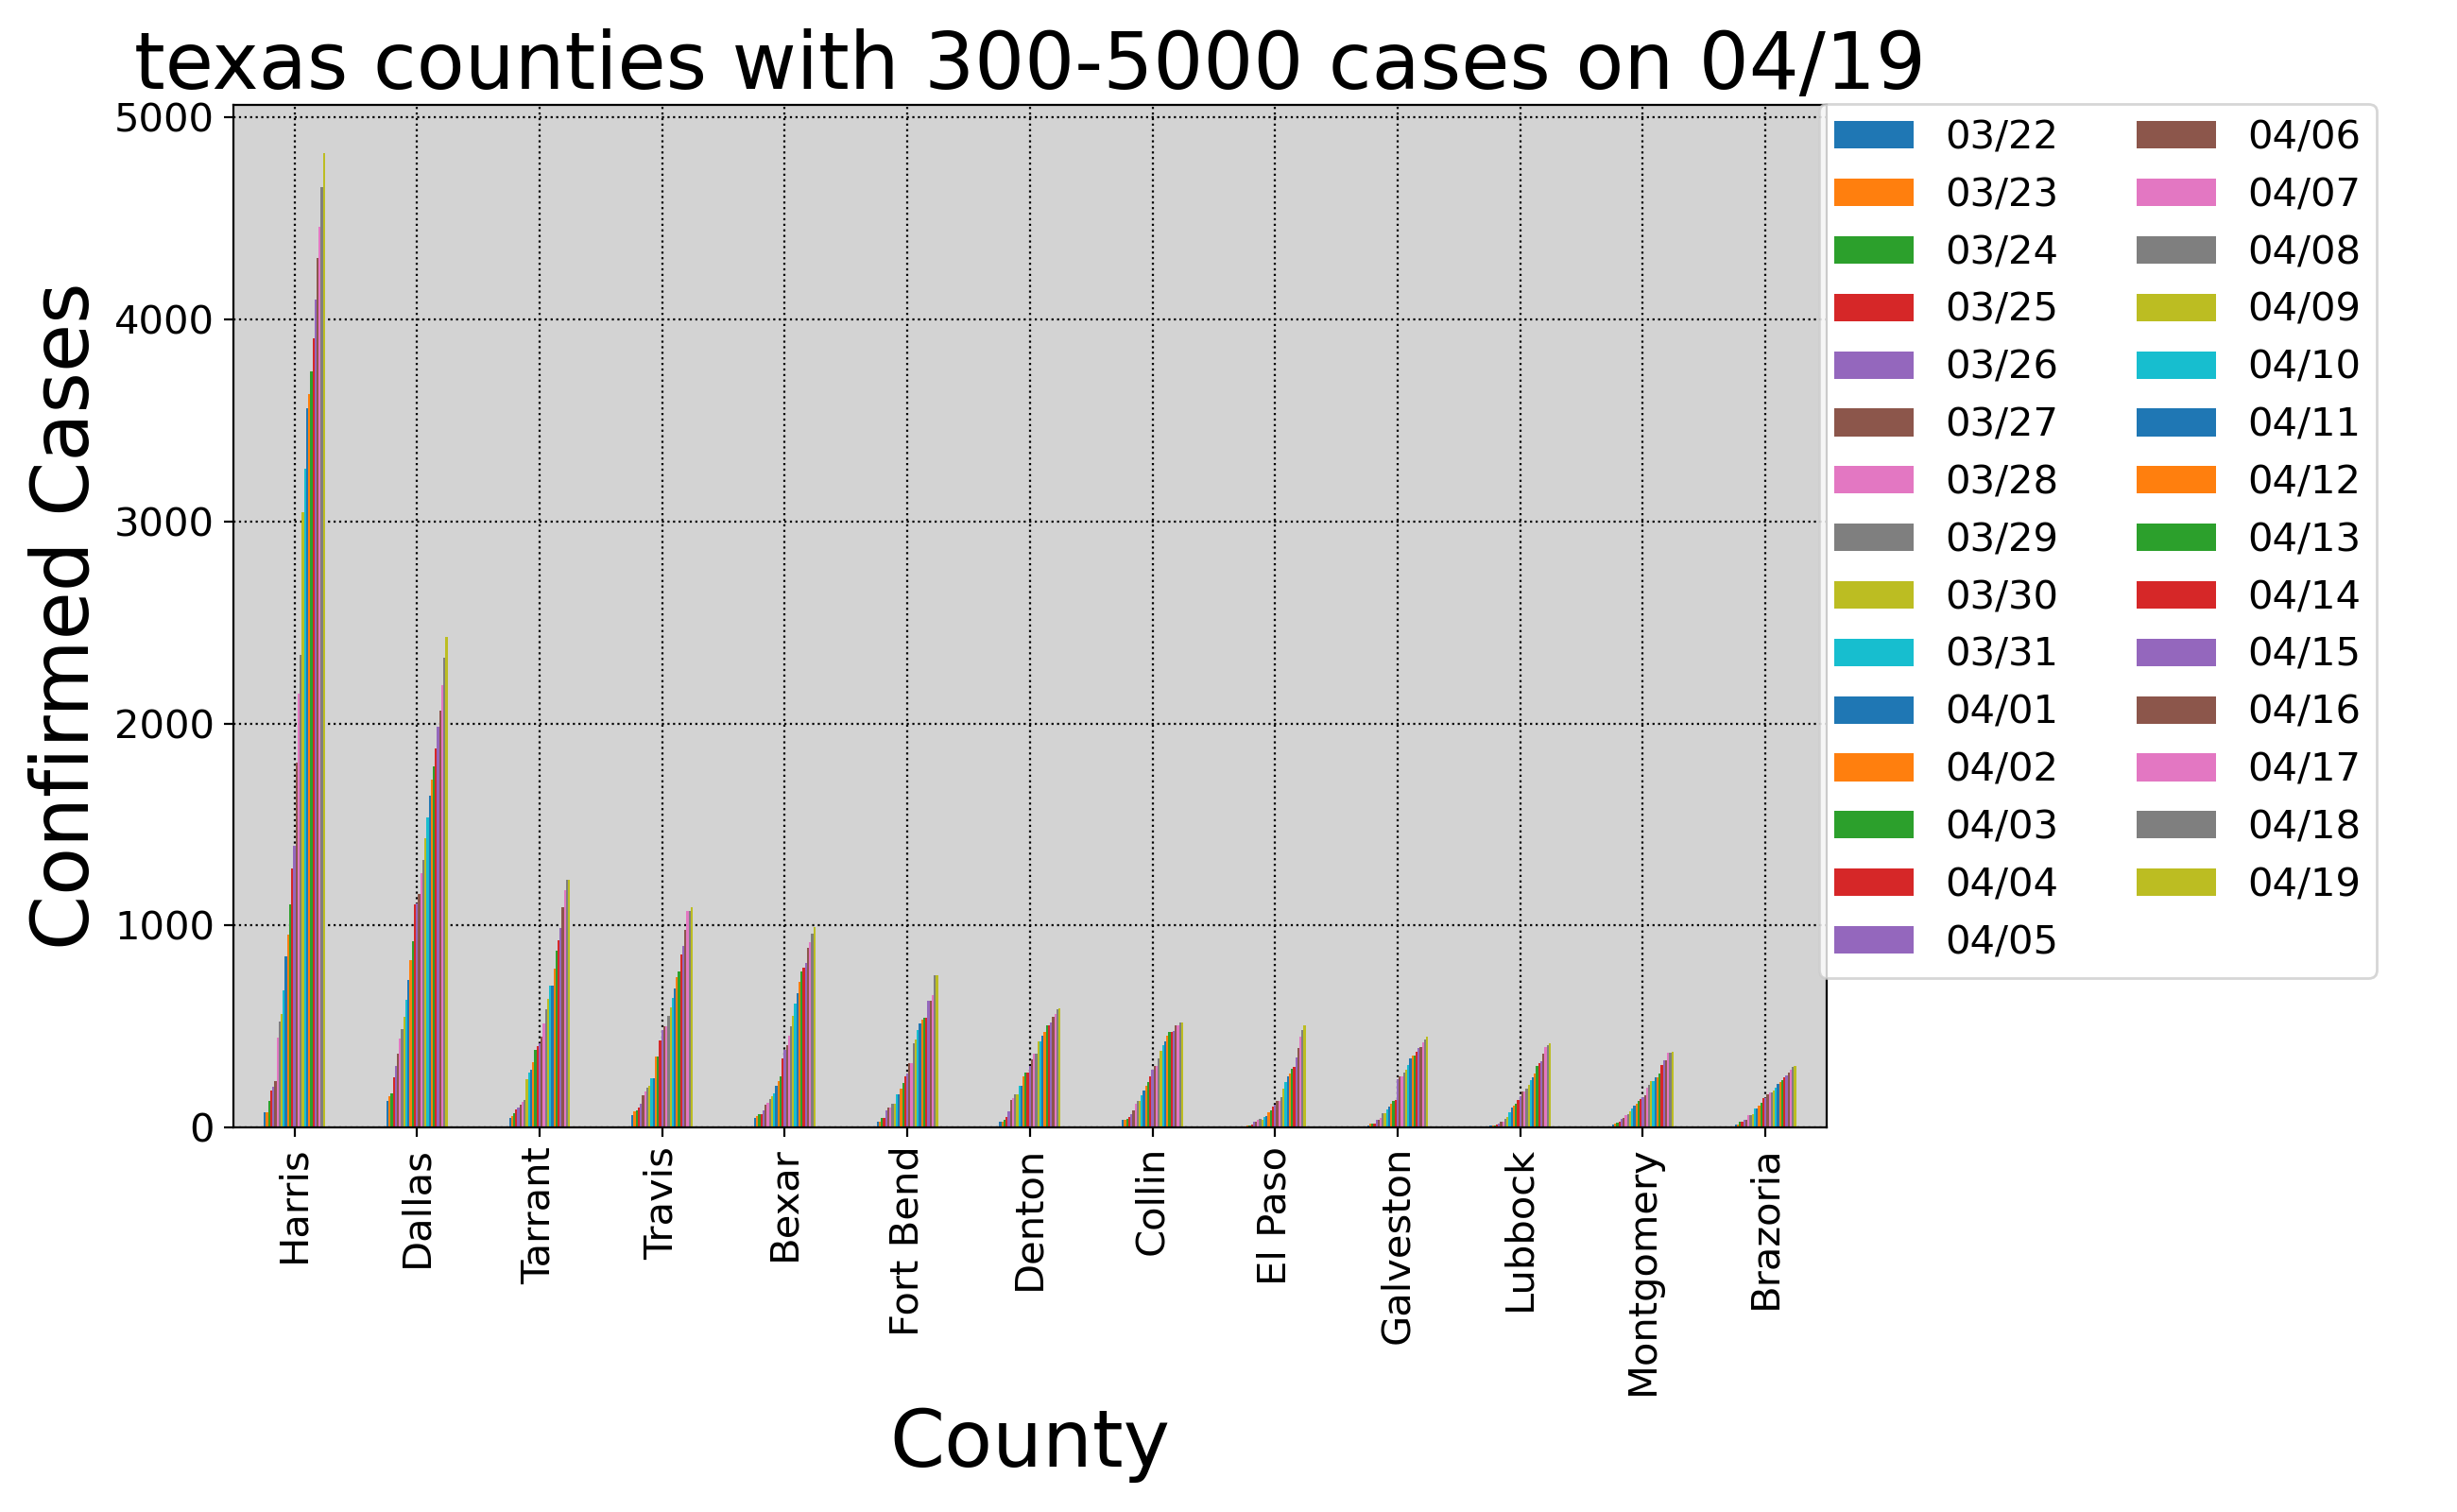 texas counties with 300-5000 cases on 04/19
Confirmed Cases
5000
4000
3000
2000
1000
0
Harris
Dallas
Tarrant
Travis
Bexar
Fort Bend
Denton
Collin
El Paso
Galveston
Lubbock
Montgomery
Brazoria
County
03/22
03/23
03/24
03/25
03/26
03/27
03/28
03/29
03/30
03/31
04/01
04/02
04/03
04/04
04/05
04/06
04/07
04/08
04/09
04/10
04/11
04/12
04/13
04/14
04/15
04/16
04/17
04/18
04/19